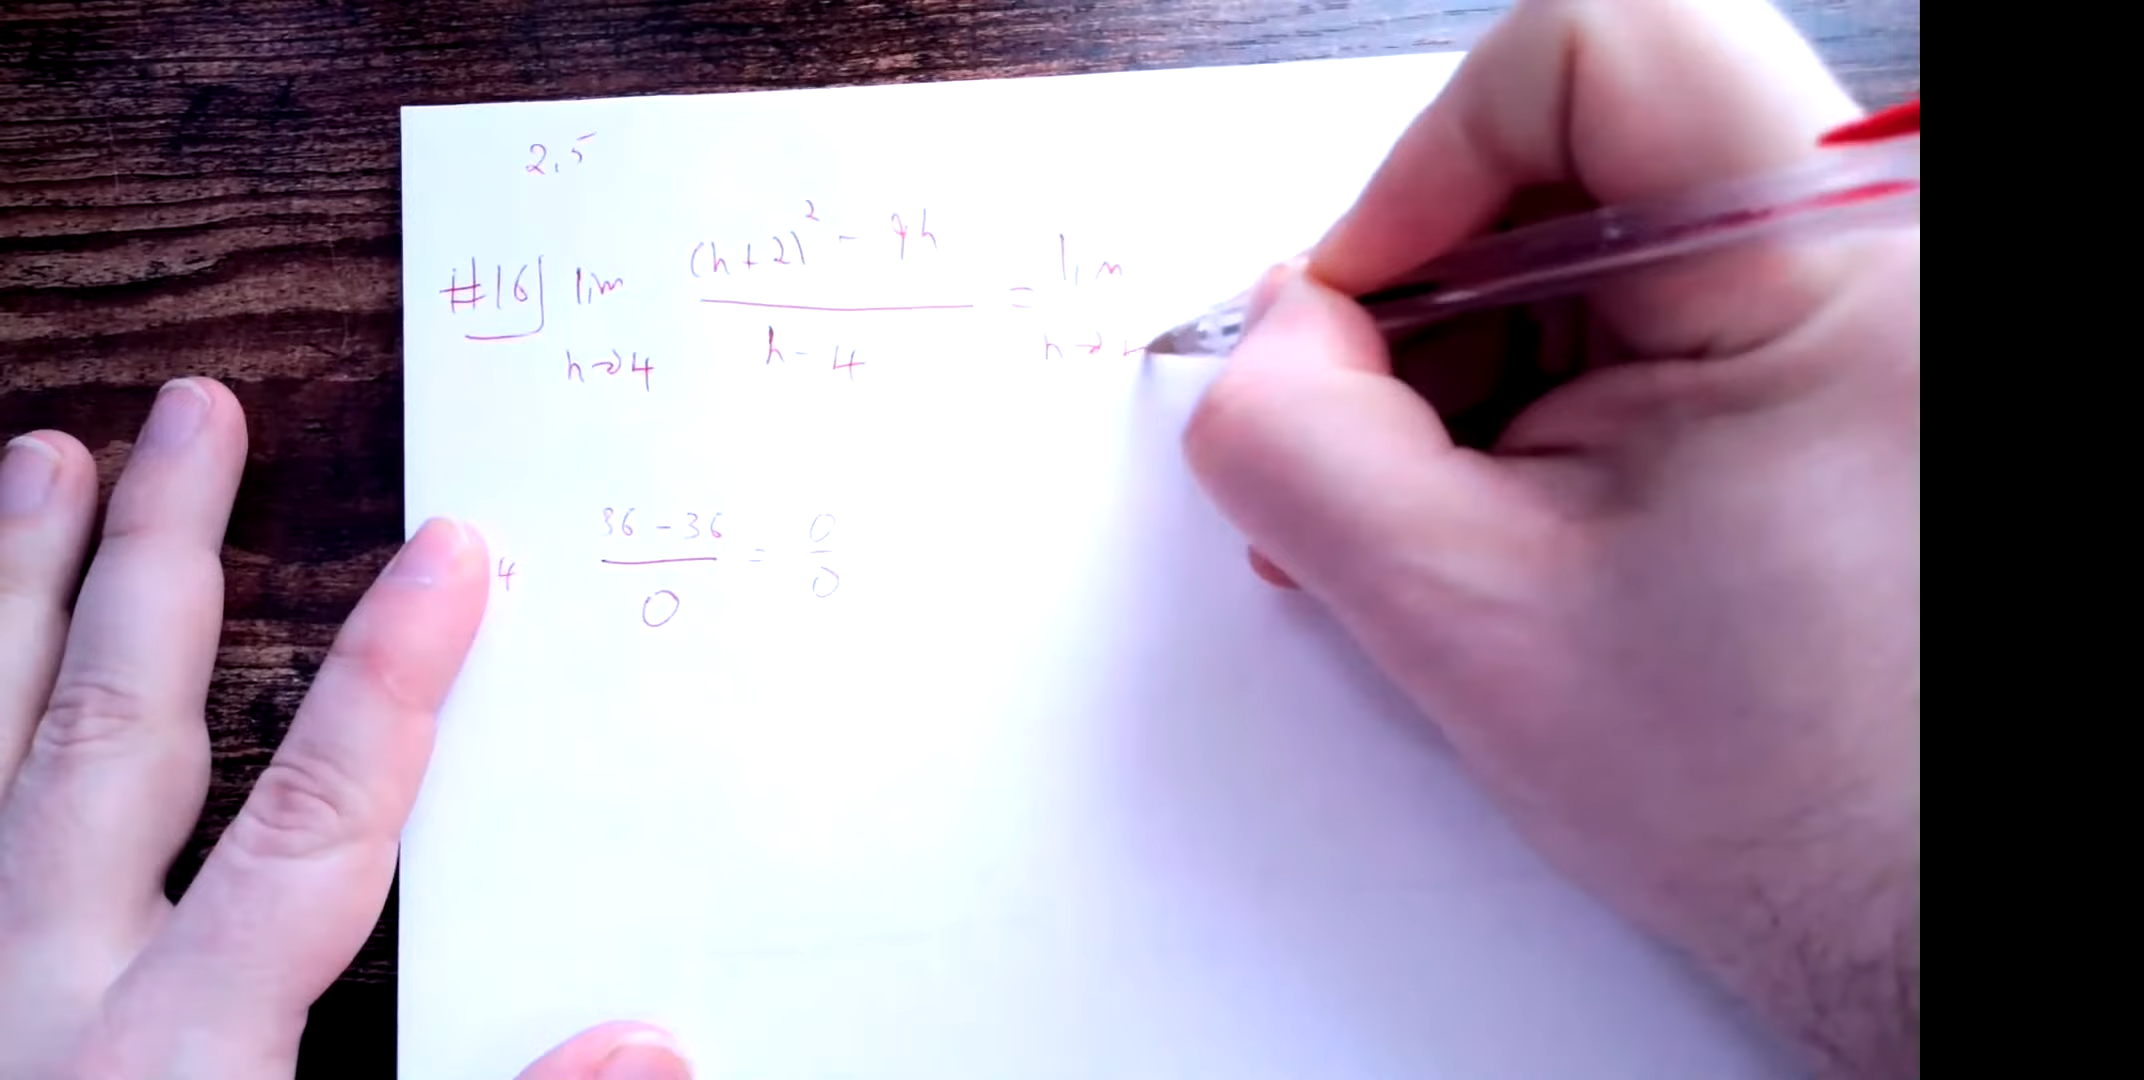 2.5
#16] lim h→4 (h+2)² - 9h / h - 4 = lim h→
4 36 - 36 / 0 = 0 / 0